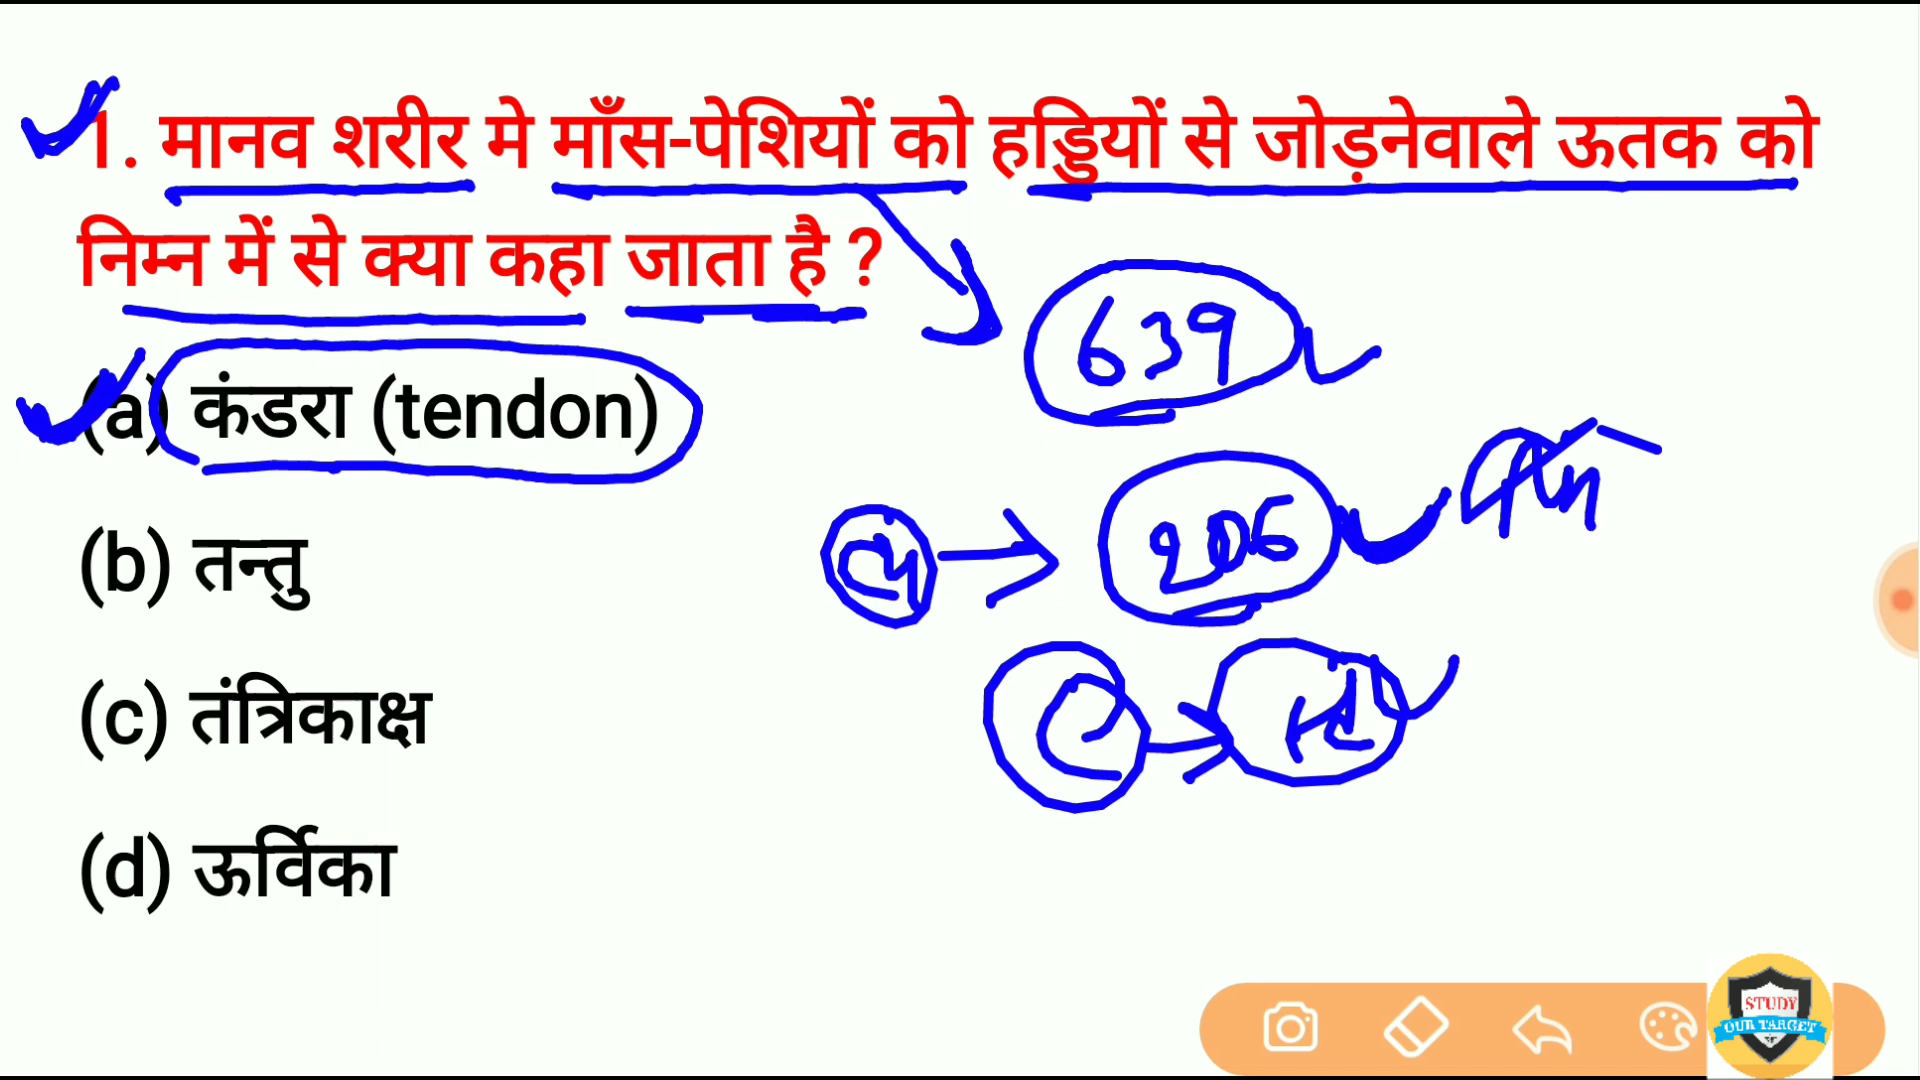 1. मानव शरीर मे माँस-पेशियों को हड्डियों से जोड़नेवाले ऊतक को
निम्न में से क्या कहा जाता है ?
639
(a) कंडरा (tendon)
206
(b) तन्तु
(c) तंत्रिकाक्ष
(d) ऊर्विका
STUDY
OUR TARGET